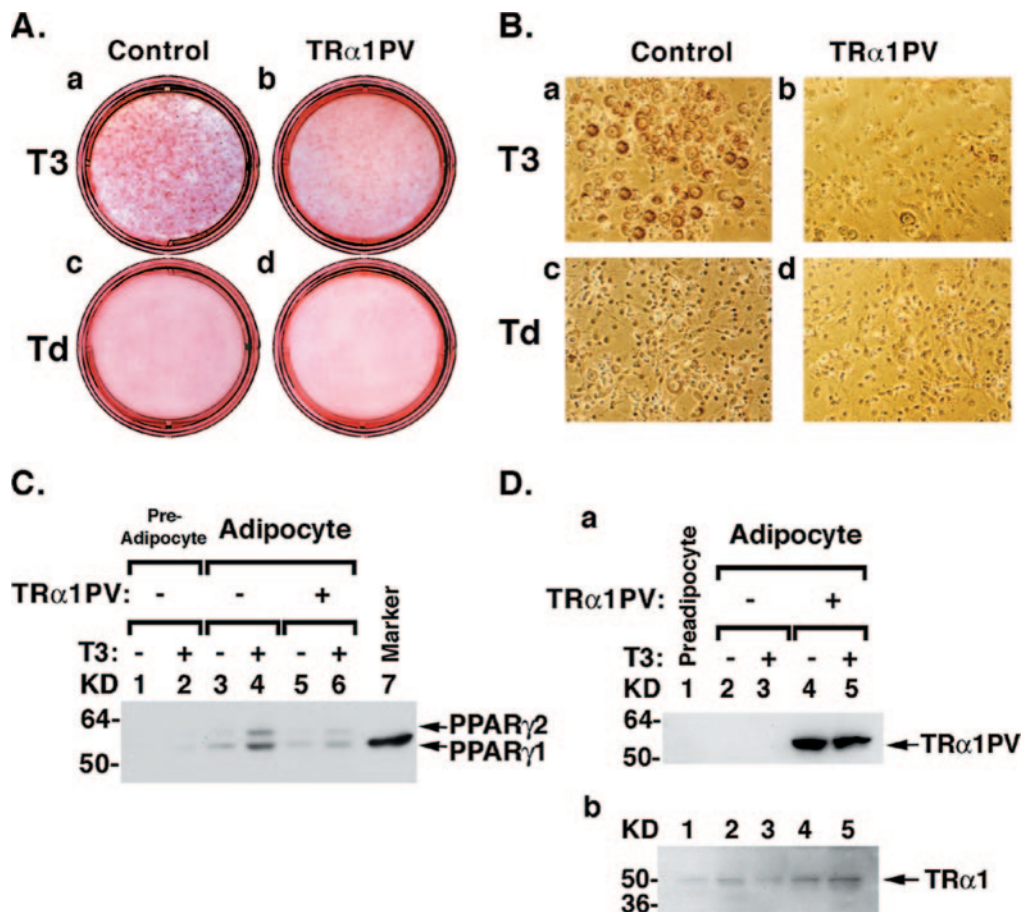 A.
Control TRα1PV
a b
T3
c d
Td
B.
Control TRα1PV
a b
T3
c d
Td
C.
Pre-
Adipocyte Adipocyte
TRα1PV: - - +
Marker
T3: - + - + - +
KD 1 2 3 4 5 6 7
64- PPARγ2
PPARγ1
50-
D.
a
Preadipocyte
Adipocyte
TRα1PV: - +
T3: - + - +
KD 1 2 3 4 5
64-
50- TRα1PV
b
KD 1 2 3 4 5
50- TRα1
36-